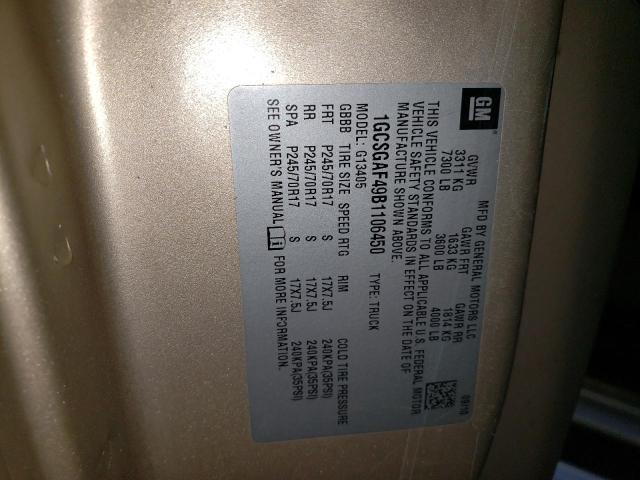 GM
MFD BY GENERAL MOTORS LLC 09/10
GVWR GAWR FRT GAWR RR
3311 KG 1633 KG 1814 KG
7300 LB 3600 LB 4000 LB
THIS VEHICLE CONFORMS TO ALL APPLICABLE U.S. FEDERAL MOTOR
VEHICLE SAFETY STANDARDS IN EFFECT ON THE DATE OF
MANUFACTURE SHOWN ABOVE.
1GCSGAF49B1106450 TYPE: TRUCK
MODEL: G13405
GBBB TIRE SIZE SPEED RTG RIM COLD TIRE PRESSURE
FRT P245/70R17 S 17X7.5J 240KPA(35PSI)
RR P245/70R17 S 17X7.5J 240KPA(35PSI)
SPA P245/70R17 S 17X7.5J 240KPA(35PSI)
SEE OWNER'S MANUAL FOR MORE INFORMATION.